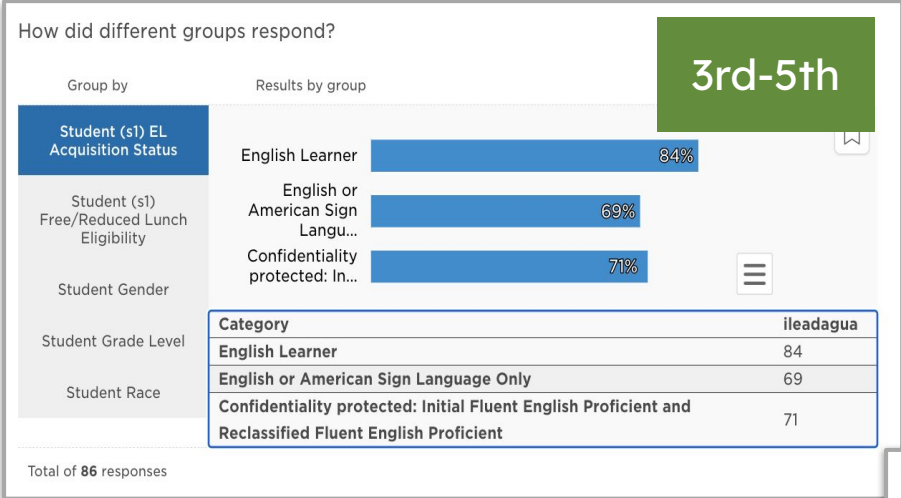 How did different groups respond?
3rd-5th
Group by
Results by group
Student (s1) EL
Acquisition Status
Student (s1)
Free/Reduced Lunch
Eligibility
Student Gender
Student Grade Level
Student Race
English Learner
84%
English or
American Sign
Langu...
69%
Confidentiality
protected: In...
71%
Category ileadagua
English Learner 84
English or American Sign Language Only 69
Confidentiality protected: Initial Fluent English Proficient and
Reclassified Fluent English Proficient
71
Total of 86 responses